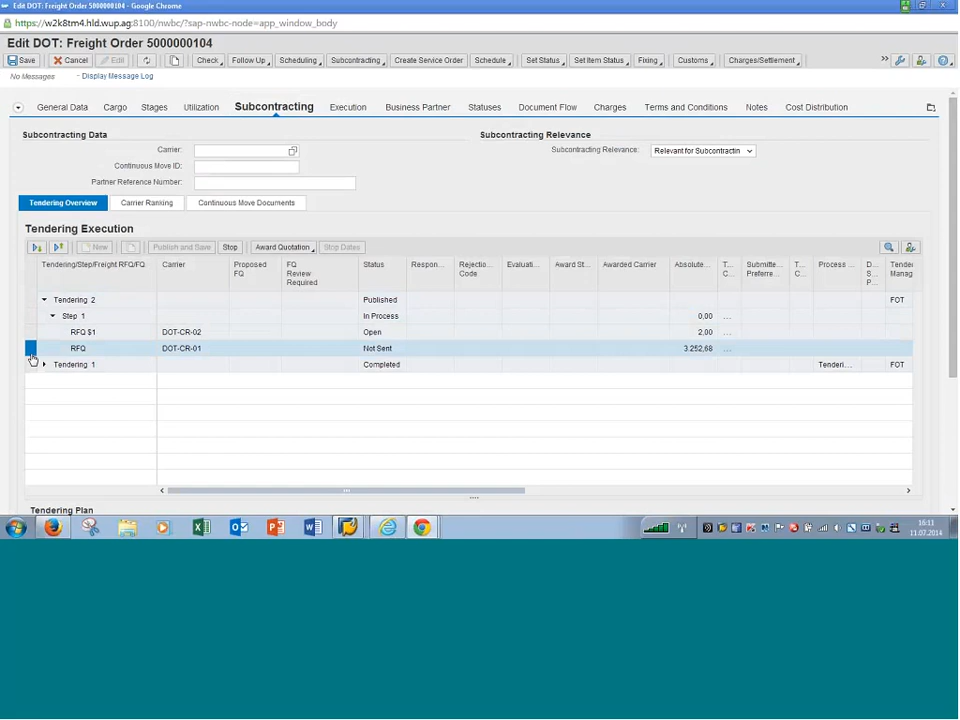 Edit DOT: Freight Order 5000000104 - Google Chrome
https://w2k8tm4.hld.wup.ag:8100/nwbc/?sap-nwbc-node=app_window_body
Edit DOT: Freight Order 5000000104
Save Cancel Edit Check Follow Up Scheduling Subcontracting Create Service Order Schedule Set Status Set Item Status Fixing Customs Charges/Settlement
No Messages - Display Message Log
General Data Cargo Stages Utilization Subcontracting Execution Business Partner Statuses Document Flow Charges Terms and Conditions Notes Cost Distribution
Subcontracting Data Subcontracting Relevance
Carrier: Subcontracting Relevance: Relevant for Subcontractin
Continuous Move ID:
Partner Reference Number:
Tendering Overview Carrier Ranking Continuous Move Documents
Tendering Execution
New Publish and Save Stop Award Quotation Stop Dates
Tendering/Step/Freight RFQ/FQ Carrier Proposed FQ FQ Review Required Status Respon... Rejectio... Code Evaluati... Award St... Awarded Carrier Absolute... T... C... Submitte... Preferre... T... C... Process ... D... S... P... Tender Manag
Tendering 2 Published FOT
Step 1 In Process 0,00 ...
RFQ $1 DOT-CR-02 Open 2,00 ...
RFQ DOT-CR-01 Not Sent 3.252,68 ...
Tendering 1 Completed Tenderi... FOT
Tendering Plan
16:11
11.07.2014